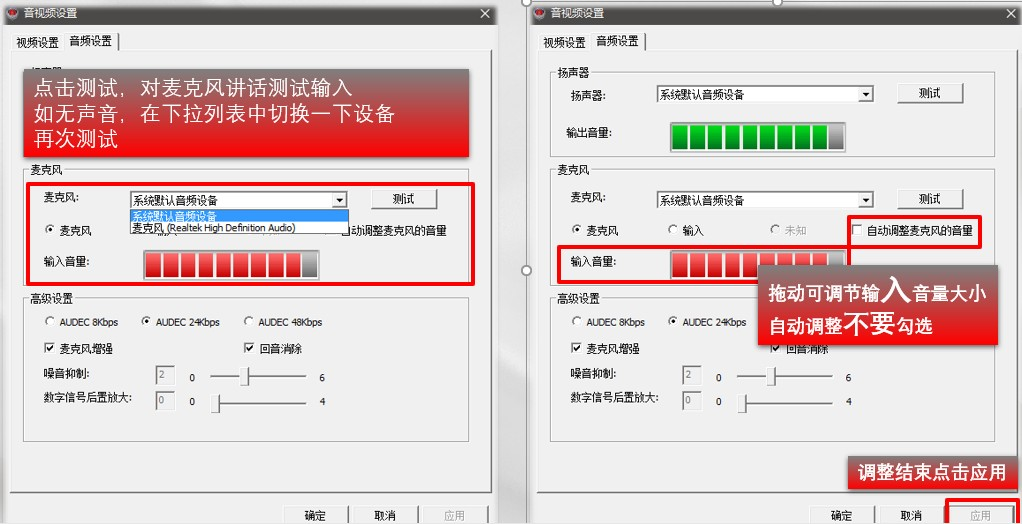 音视频设置
视频设置 音频设置
点击测试，对麦克风讲话测试输入
如无声音，在下拉列表中切换一下设备
再次测试
麦克风
麦克风:
系统默认音频设备
测试
系统默认音频设备
麦克风 (Realtek High Definition Audio)
麦克风
自动调整麦克风的音量
输入音量:
高级设置
AUDEC 8Kbps AUDEC 24Kbps AUDEC 48Kbps
麦克风增强 回音消除
噪音抑制: 2 0 6
数字信号后置放大: 0 0 4
确定 取消 应用
音视频设置
视频设置 音频设置
扬声器
扬声器: 系统默认音频设备 测试
输出音量:
麦克风
麦克风: 系统默认音频设备 测试
麦克风 输入 未知 自动调整麦克风的音量
输入音量:
拖动可调节输入音量大小
自动调整不要勾选
高级设置
AUDEC 8Kbps AUDEC 24Kbps
麦克风增强 回音消除
噪音抑制: 2 0 6
数字信号后置放大: 0 0 4
调整结束点击应用
确定 取消 应用